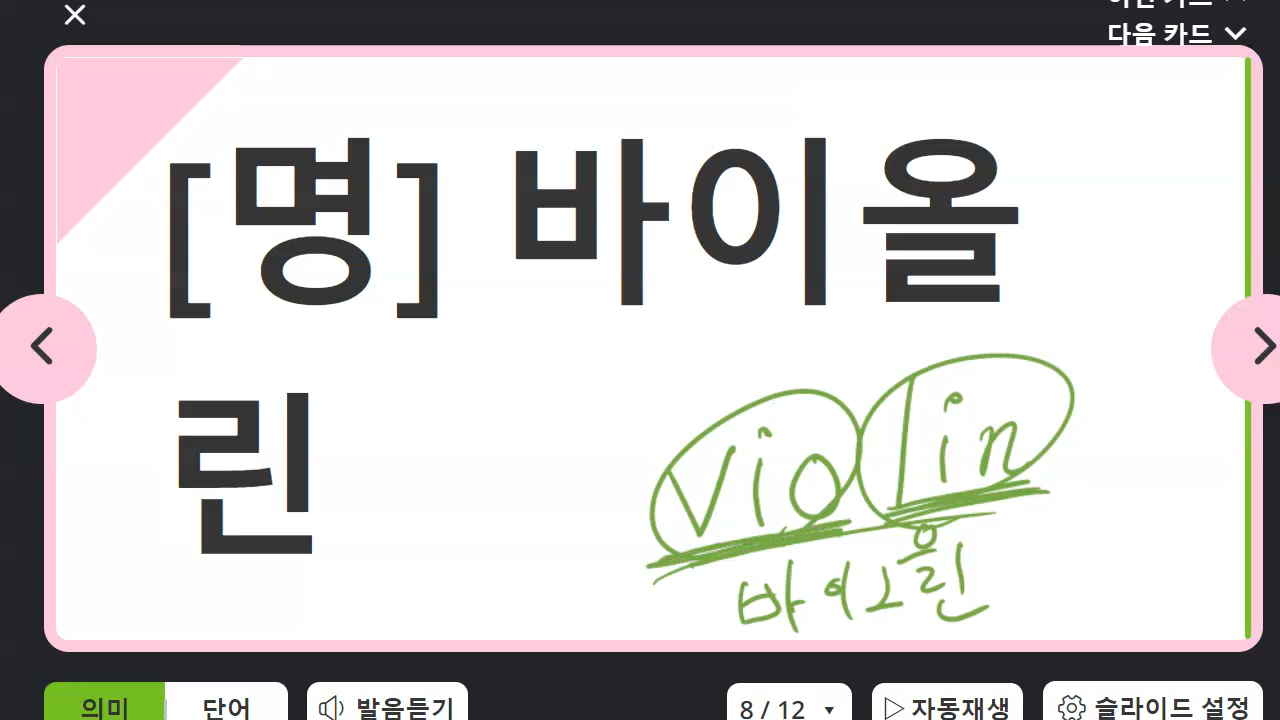 다음 카드
[명] 바이올
린
Violin
바이올린
의미
단어
발음듣기
8 / 12
자동재생
슬라이드 설정